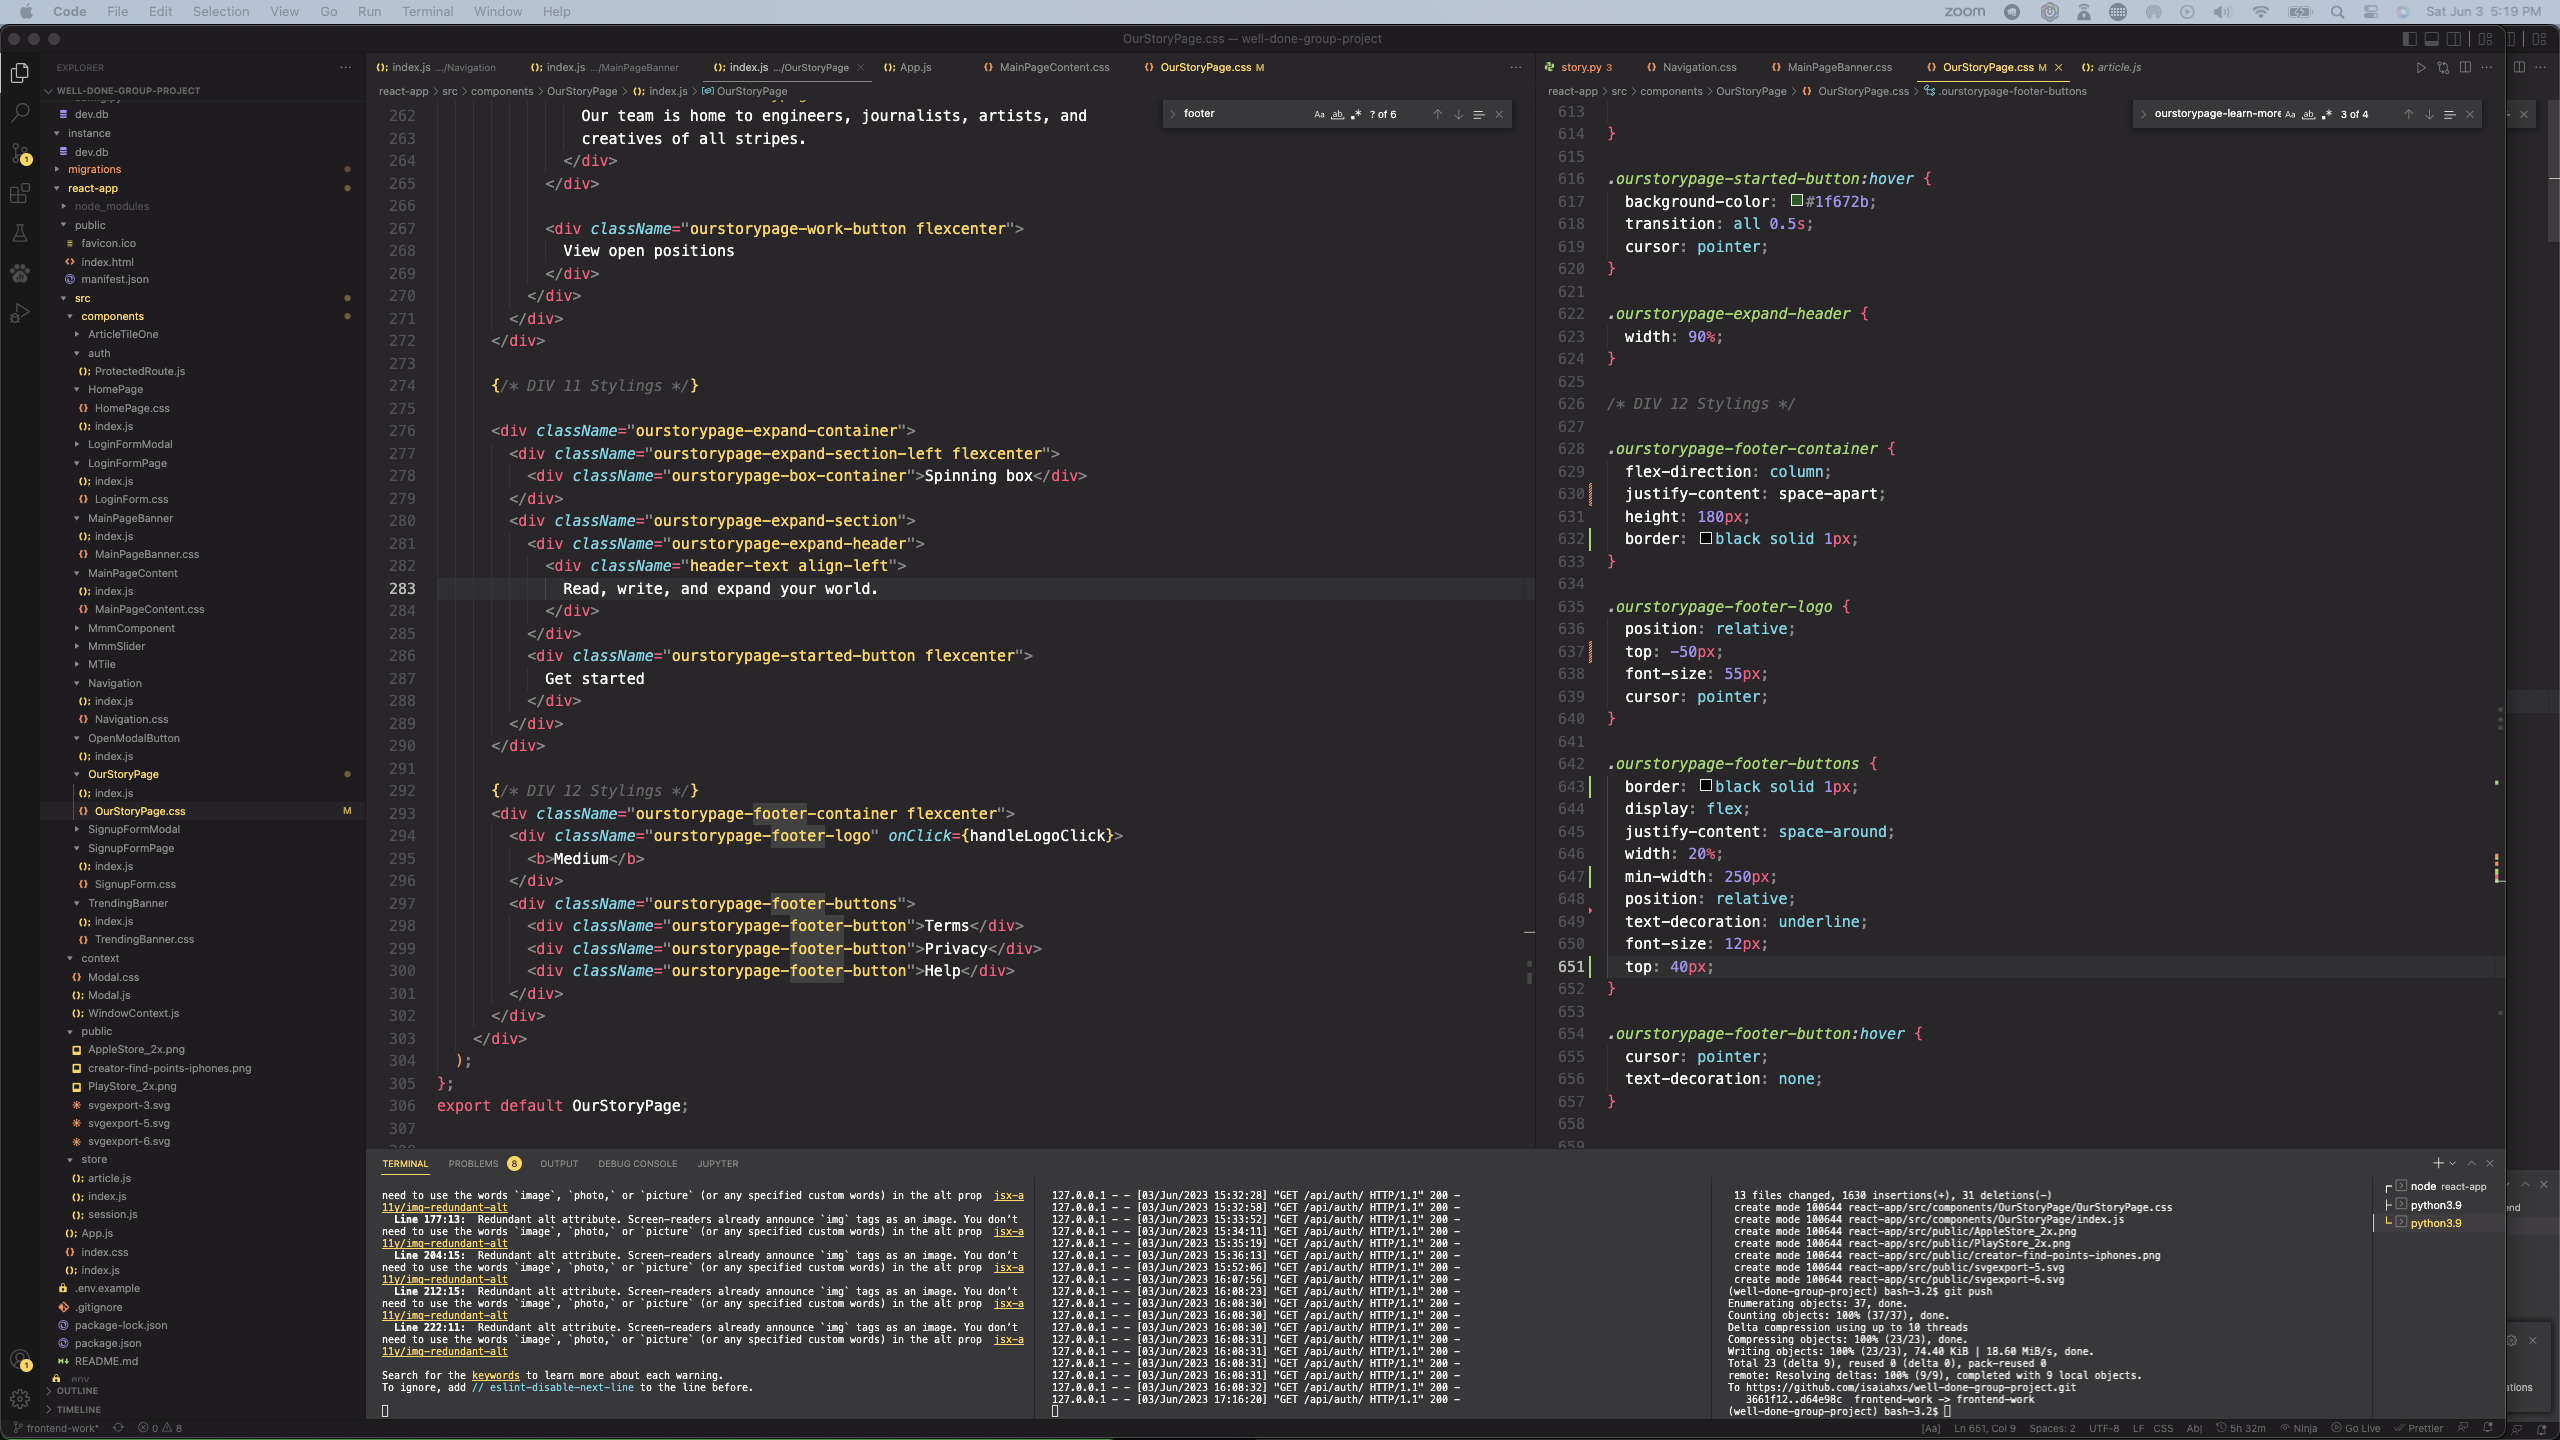 Code File Edit Selection View Go Run Terminal Window Help
zoom Sat Jun 3 5:19 PM
OurStoryPage.css — well-done-group-project
EXPLORER
WELL-DONE-GROUP-PROJECT
dev.db
instance
dev.db
migrations
react-app
node_modules
public
favicon.ico
index.html
manifest.json
src
components
ArticleTileOne
auth
ProtectedRoute.js
HomePage
HomePage.css
index.js
LoginFormModal
LoginFormPage
index.js
LoginForm.css
MainPageBanner
index.js
MainPageBanner.css
MainPageContent
index.js
MainPageContent.css
MmmComponent
MmmSlider
MTile
Navigation
index.js
Navigation.css
OpenModalButton
index.js
OurStoryPage
index.js
OurStoryPage.css M
SignupFormModal
SignupFormPage
index.js
SignupForm.css
TrendingBanner
index.js
TrendingBanner.css
context
Modal.css
Modal.js
WindowContext.js
public
AppleStore_2x.png
creator-find-points-iphones.png
PlayStore_2x.png
svgexport-3.svg
svgexport-5.svg
svgexport-6.svg
store
article.js
index.js
session.js
App.js
index.css
index.js
.env.example
.gitignore
package-lock.json
package.json
README.md
.env
OUTLINE
TIMELINE
index.js .../Navigation index.js .../MainPageBanner index.js .../OurStoryPage App.js MainPageContent.css OurStoryPage.css M
react-app > src > components > OurStoryPage > index.js > OurStoryPage
footer Aa ab ? of 6
262 Our team is home to engineers, journalists, artists, and
263 creatives of all stripes.
264 </div>
265 </div>
266
267 <div className="ourstorypage-work-button flexcenter">
268 View open positions
269 </div>
270 </div>
271 </div>
272 </div>
273
274 {/* DIV 11 Stylings */}
275
276 <div className="ourstorypage-expand-container">
277 <div className="ourstorypage-expand-section-left flexcenter">
278 <div className="ourstorypage-box-container">Spinning box</div>
279 </div>
280 <div className="ourstorypage-expand-section">
281 <div className="ourstorypage-expand-header">
282 <div className="header-text align-left">
283 Read, write, and expand your world.
284 </div>
285 </div>
286 <div className="ourstorypage-started-button flexcenter">
287 Get started
288 </div>
289 </div>
290 </div>
291
292 {/* DIV 12 Stylings */}
293 <div className="ourstorypage-footer-container flexcenter">
294 <div className="ourstorypage-footer-logo" onClick={handleLogoClick}>
295 <b>Medium</b>
296 </div>
297 <div className="ourstorypage-footer-buttons">
298 <div className="ourstorypage-footer-button">Terms</div>
299 <div className="ourstorypage-footer-button">Privacy</div>
300 <div className="ourstorypage-footer-button">Help</div>
301 </div>
302 </div>
303 </div>
304 );
305 };
306 export default OurStoryPage;
307
story.py 3 Navigation.css MainPageBanner.css OurStoryPage.css M article.js
react-app > src > components > OurStoryPage > OurStoryPage.css > .ourstorypage-footer-buttons
ourstorypage-learn-more Aa ab 3 of 4
613
614 }
615
616 .ourstorypage-started-button:hover {
617 background-color: #1f672b;
618 transition: all 0.5s;
619 cursor: pointer;
620 }
621
622 .ourstorypage-expand-header {
623 width: 90%;
624 }
625
626 /* DIV 12 Stylings */
627
628 .ourstorypage-footer-container {
629 flex-direction: column;
630 justify-content: space-apart;
631 height: 180px;
632 border: black solid 1px;
633 }
634
635 .ourstorypage-footer-logo {
636 position: relative;
637 top: -50px;
638 font-size: 55px;
639 cursor: pointer;
640 }
641
642 .ourstorypage-footer-buttons {
643 border: black solid 1px;
644 display: flex;
645 justify-content: space-around;
646 width: 20%;
647 min-width: 250px;
648 position: relative;
649 text-decoration: underline;
650 font-size: 12px;
651 top: 40px;
652 }
653
654 .ourstorypage-footer-button:hover {
655 cursor: pointer;
656 text-decoration: none;
657 }
658
659
TERMINAL PROBLEMS 8 OUTPUT DEBUG CONSOLE JUPYTER
need to use the words `image`, `photo,` or `picture` (or any specified custom words) in the alt prop jsx-a
11y/img-redundant-alt
Line 177:13: Redundant alt attribute. Screen-readers already announce `img` tags as an image. You don't
need to use the words `image`, `photo,` or `picture` (or any specified custom words) in the alt prop jsx-a
11y/img-redundant-alt
Line 204:15: Redundant alt attribute. Screen-readers already announce `img` tags as an image. You don't
need to use the words `image`, `photo,` or `picture` (or any specified custom words) in the alt prop jsx-a
11y/img-redundant-alt
Line 212:15: Redundant alt attribute. Screen-readers already announce `img` tags as an image. You don't
need to use the words `image`, `photo,` or `picture` (or any specified custom words) in the alt prop jsx-a
11y/img-redundant-alt
Line 222:11: Redundant alt attribute. Screen-readers already announce `img` tags as an image. You don't
need to use the words `image`, `photo,` or `picture` (or any specified custom words) in the alt prop jsx-a
11y/img-redundant-alt
Search for the keywords to learn more about each warning.
To ignore, add // eslint-disable-next-line to the line before.
127.0.0.1 - - [03/Jun/2023 15:32:28] "GET /api/auth/ HTTP/1.1" 200 -
127.0.0.1 - - [03/Jun/2023 15:32:58] "GET /api/auth/ HTTP/1.1" 200 -
127.0.0.1 - - [03/Jun/2023 15:33:52] "GET /api/auth/ HTTP/1.1" 200 -
127.0.0.1 - - [03/Jun/2023 15:34:11] "GET /api/auth/ HTTP/1.1" 200 -
127.0.0.1 - - [03/Jun/2023 15:35:19] "GET /api/auth/ HTTP/1.1" 200 -
127.0.0.1 - - [03/Jun/2023 15:36:13] "GET /api/auth/ HTTP/1.1" 200 -
127.0.0.1 - - [03/Jun/2023 15:52:06] "GET /api/auth/ HTTP/1.1" 200 -
127.0.0.1 - - [03/Jun/2023 16:07:56] "GET /api/auth/ HTTP/1.1" 200 -
127.0.0.1 - - [03/Jun/2023 16:08:23] "GET /api/auth/ HTTP/1.1" 200 -
127.0.0.1 - - [03/Jun/2023 16:08:30] "GET /api/auth/ HTTP/1.1" 200 -
127.0.0.1 - - [03/Jun/2023 16:08:30] "GET /api/auth/ HTTP/1.1" 200 -
127.0.0.1 - - [03/Jun/2023 16:08:30] "GET /api/auth/ HTTP/1.1" 200 -
127.0.0.1 - - [03/Jun/2023 16:08:31] "GET /api/auth/ HTTP/1.1" 200 -
127.0.0.1 - - [03/Jun/2023 16:08:31] "GET /api/auth/ HTTP/1.1" 200 -
127.0.0.1 - - [03/Jun/2023 16:08:31] "GET /api/auth/ HTTP/1.1" 200 -
127.0.0.1 - - [03/Jun/2023 16:08:31] "GET /api/auth/ HTTP/1.1" 200 -
127.0.0.1 - - [03/Jun/2023 16:08:32] "GET /api/auth/ HTTP/1.1" 200 -
127.0.0.1 - - [03/Jun/2023 17:16:20] "GET /api/auth/ HTTP/1.1" 200 -
13 files changed, 1630 insertions(+), 31 deletions(-)
create mode 100644 react-app/src/components/OurStoryPage/OurStoryPage.css
create mode 100644 react-app/src/components/OurStoryPage/index.js
create mode 100644 react-app/src/public/AppleStore_2x.png
create mode 100644 react-app/src/public/PlayStore_2x.png
create mode 100644 react-app/src/public/creator-find-points-iphones.png
create mode 100644 react-app/src/public/svgexport-5.svg
create mode 100644 react-app/src/public/svgexport-6.svg
(well-done-group-project) bash-3.2$ git push
Enumerating objects: 37, done.
Counting objects: 100% (37/37), done.
Delta compression using up to 10 threads
Compressing objects: 100% (23/23), done.
Writing objects: 100% (23/23), 74.40 KiB | 18.60 MiB/s, done.
Total 23 (delta 9), reused 0 (delta 0), pack-reused 0
remote: Resolving deltas: 100% (9/9), completed with 9 local objects.
To https://github.com/isaiahxs/well-done-group-project.git
3661f12..d64e98c frontend-work -> frontend-work
(well-done-group-project) bash-3.2$
node react-app
python3.9
python3.9
frontend-work* 0 8
[Aa] Ln 651, Col 9 Spaces: 2 UTF-8 LF CSS Ab| 5h 32m Ninja Go Live Prettier